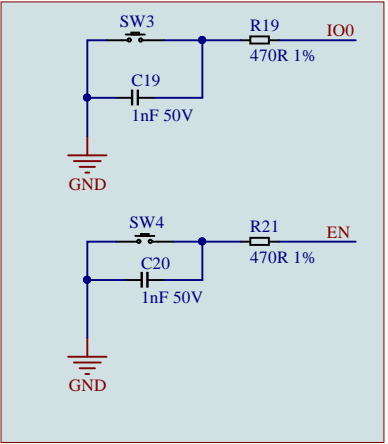 SW3
R19
IO0
470R 1%
C19
1nF 50V
GND
SW4
R21
EN
470R 1%
C20
1nF 50V
GND